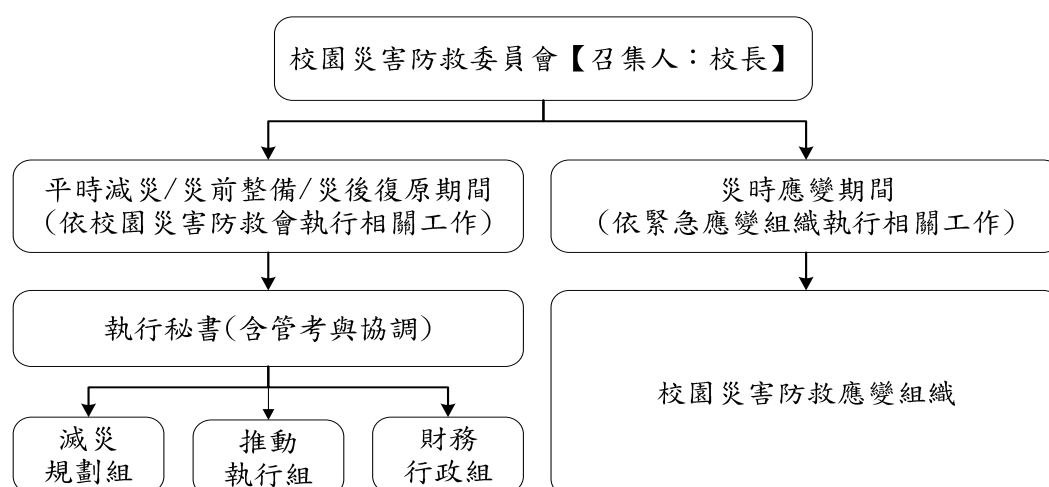 校園災害防救委員會【召集人：校長】
平時減災/災前整備/災後復原期間
(依校園災害防救會執行相關工作)
災時應變期間
(依緊急應變組織執行相關工作)
執行秘書(含管考與協調)
校園災害防救應變組織
減災
規劃組
推動
執行組
財務
行政組